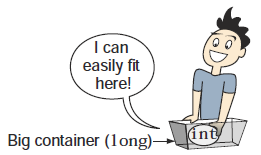 I can
easily fit
here!
int
Big container (long)